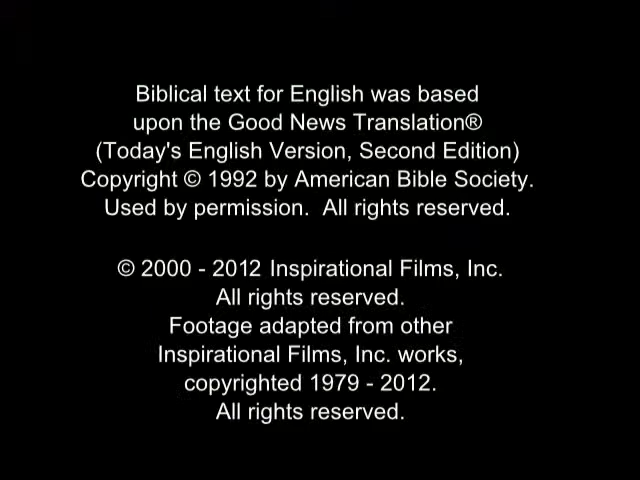 Biblical text for English was based
upon the Good News Translation®
(Today's English Version, Second Edition)
Copyright © 1992 by American Bible Society.
Used by permission.  All rights reserved.
© 2000 - 2012 Inspirational Films, Inc.
All rights reserved.
Footage adapted from other
Inspirational Films, Inc. works,
copyrighted 1979 - 2012.
All rights reserved.